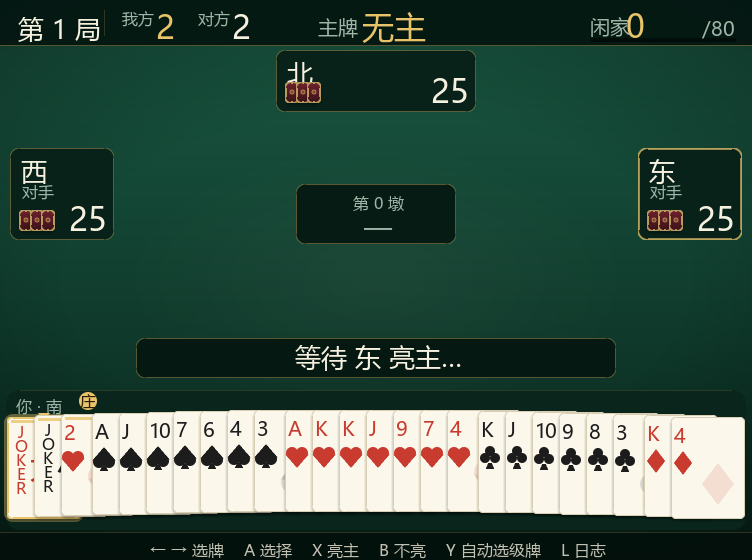 第 1 局 我方 2 对方 2 主牌 无主 闲家 0 /80
北
25
西
对手
25
东
对手
25
第 0 墩
—
等待 东 亮主...
你 · 南 庄
JOKER JOKER 2 A J 10 7 6 4 3 A K K J 9 7 4 K J 10 9 8 3 K 4
← → 选牌 A 选择 X 亮主 B 不亮 Y 自动选级牌 L 日志